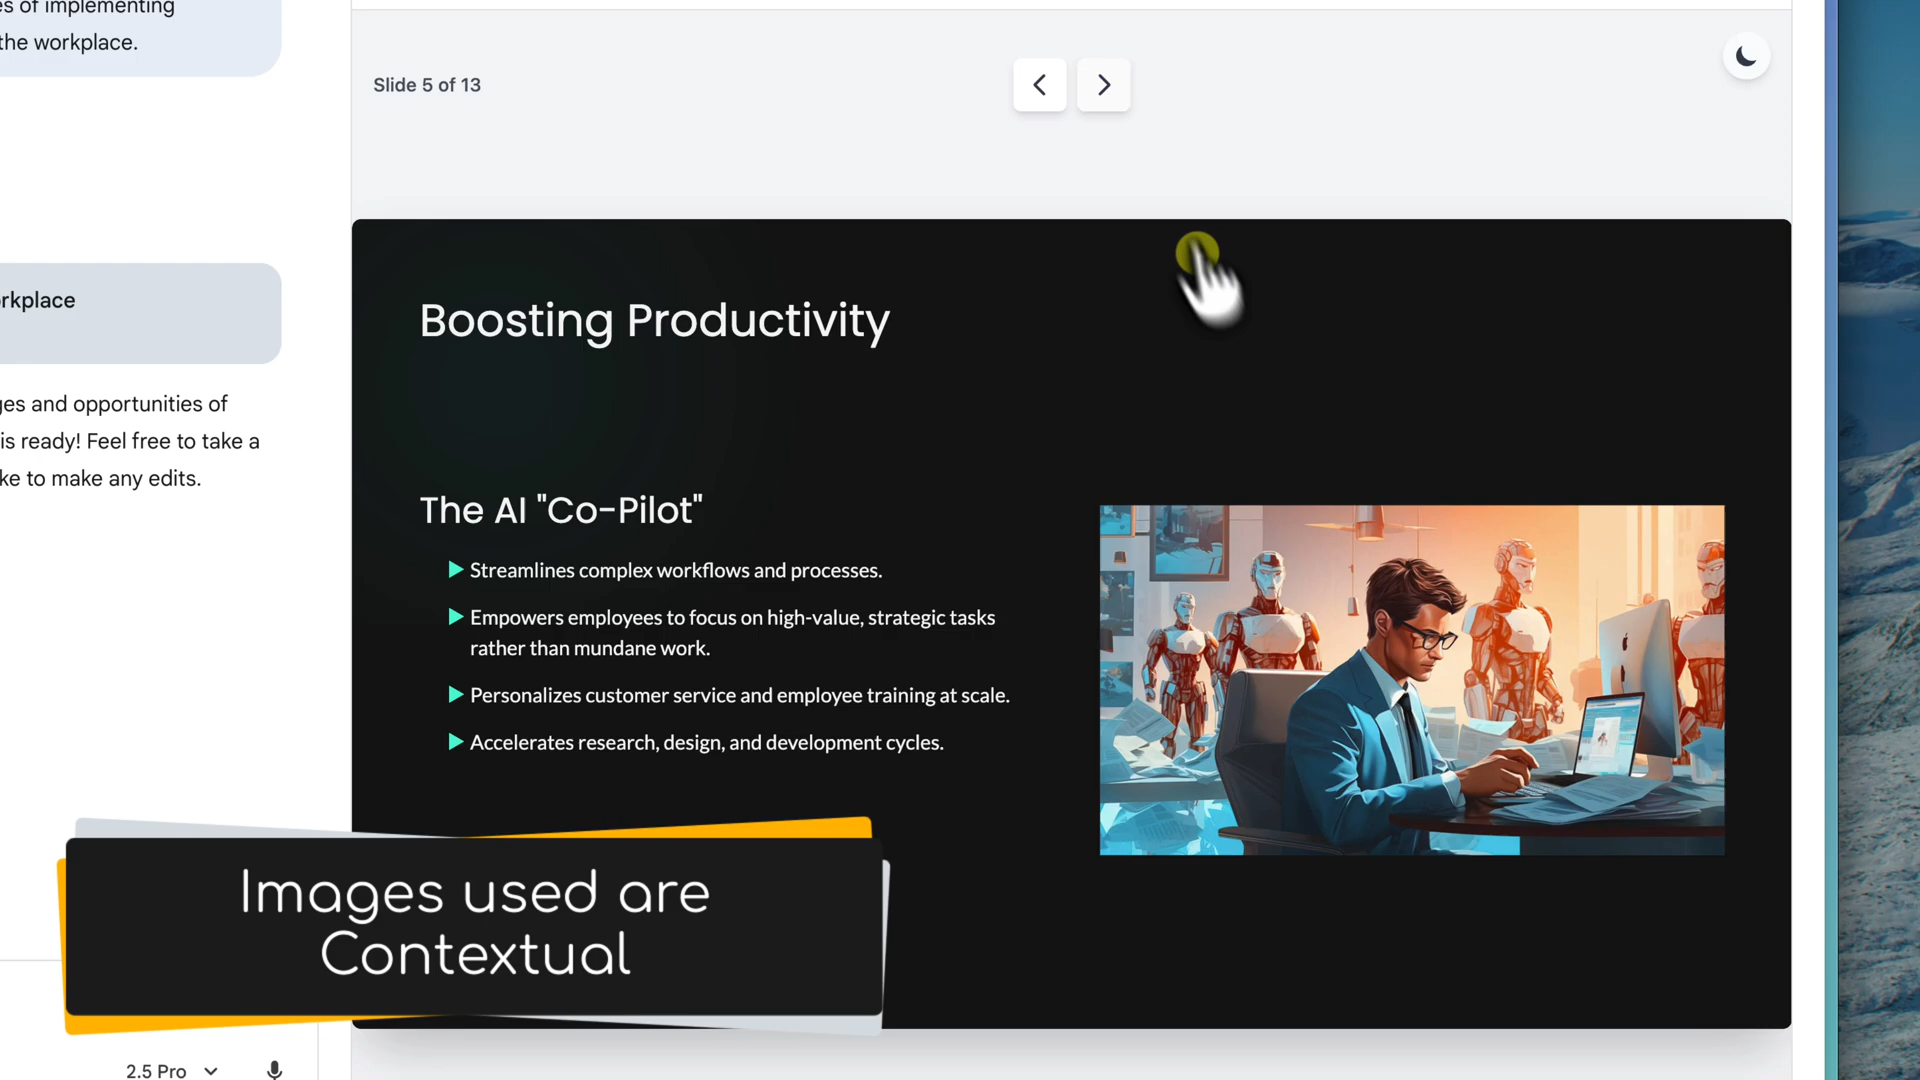 s of implementing
the workplace.
rkplace
ges and opportunities of
is ready! Feel free to take a
ke to make any edits.
2.5 Pro
Slide 5 of 13
Boosting Productivity
The AI "Co-Pilot"
Streamlines complex workflows and processes.
Empowers employees to focus on high-value, strategic tasks
rather than mundane work.
Personalizes customer service and employee training at scale.
Accelerates research, design, and development cycles.
Images used are
Contextual